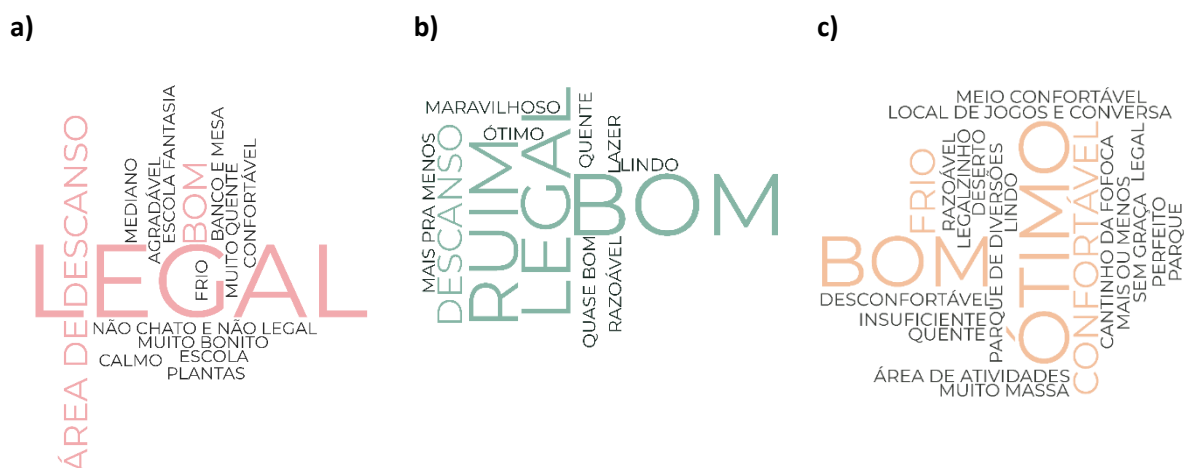 a)
ÁREA DE DESCANSO
MEDIANO
AGRADÁVEL
ESCOLA FANTASIA
BOM
BANCO E MESA
MUITO QUENTE
CONFORTÁVEL
LEGAL
FRIO
NÃO CHATO E NÃO LEGAL
MUITO BONITO
ESCOLA
CALMO
PLANTAS
b)
MARAVILHOSO
MAIS PRA MENOS
DESCANSO
ÓTIMO
RUIM
LEGAL
QUENTE
LAZER
LINDO
BOM
QUASE BOM
RAZOÁVEL
c)
MEIO CONFORTÁVEL
LOCAL DE JOGOS E CONVERSA
FRIO
RAZOÁVEL
LEGALZINHO
DESERTO
PARQUE DE DIVERSÕES
LINDO
ÓTIMO
CONFORTÁVEL
CANTINHO DA FOFOCA
MAIS OU MENOS
SEM GRAÇA
LEGAL
PERFEITO
PARQUE
BOM
DESCONFORTÁVEL
INSUFICIENTE
QUENTE
ÁREA DE ATIVIDADES
MUITO MASSA